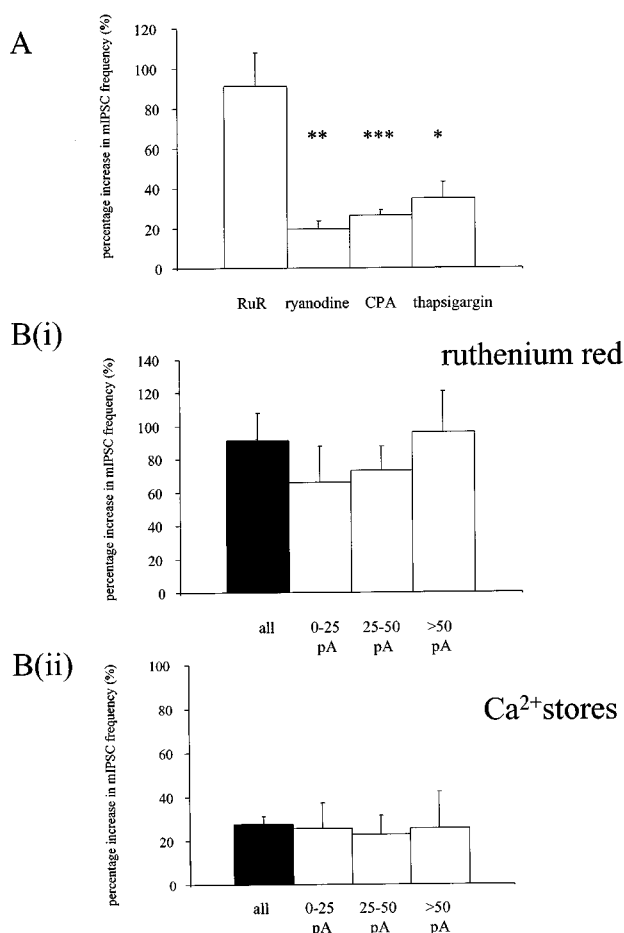 A
percentage increase in mIPSC frequency (%)
120
100
80
60
40
20
0
** *** *
RuR ryanodine CPA thapsigargin
B(i)
ruthenium red
percentage increase in mIPSC frequency (%)
140
120
100
80
60
40
20
0
all 0-25 25-50 >50
pA pA pA
B(ii)
Ca²⁺stores
percentage increase in mIPSC frequency (%)
100
80
60
40
20
0
all 0-25 25-50 >50
pA pA pA